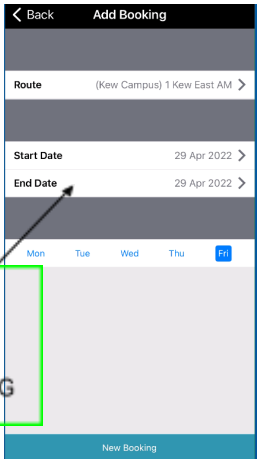 Back Add Booking
Route (Kew Campus) 1 Kew East AM
Start Date 29 Apr 2022
End Date 29 Apr 2022
Mon Tue Wed Thu Fri
G
New Booking